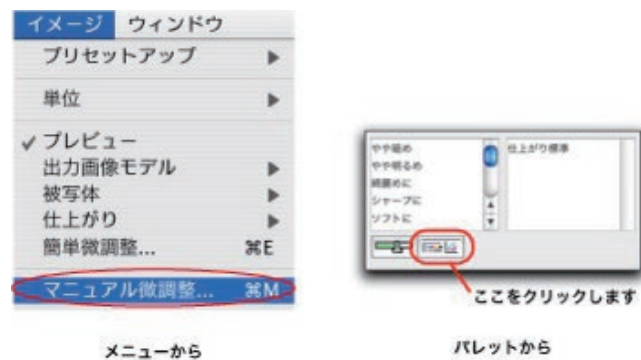 イメージ ウィンドウ
プリセットアップ
単位
✓ プレビュー
出力画像モデル
被写体
仕上がり
簡単微調整... ⌘E
マニュアル微調整... ⌘M
メニューから
やや暗め
やや明るめ
綺麗めに
シャープに
ソフトに
仕上がり標準
ここをクリックします
パレットから